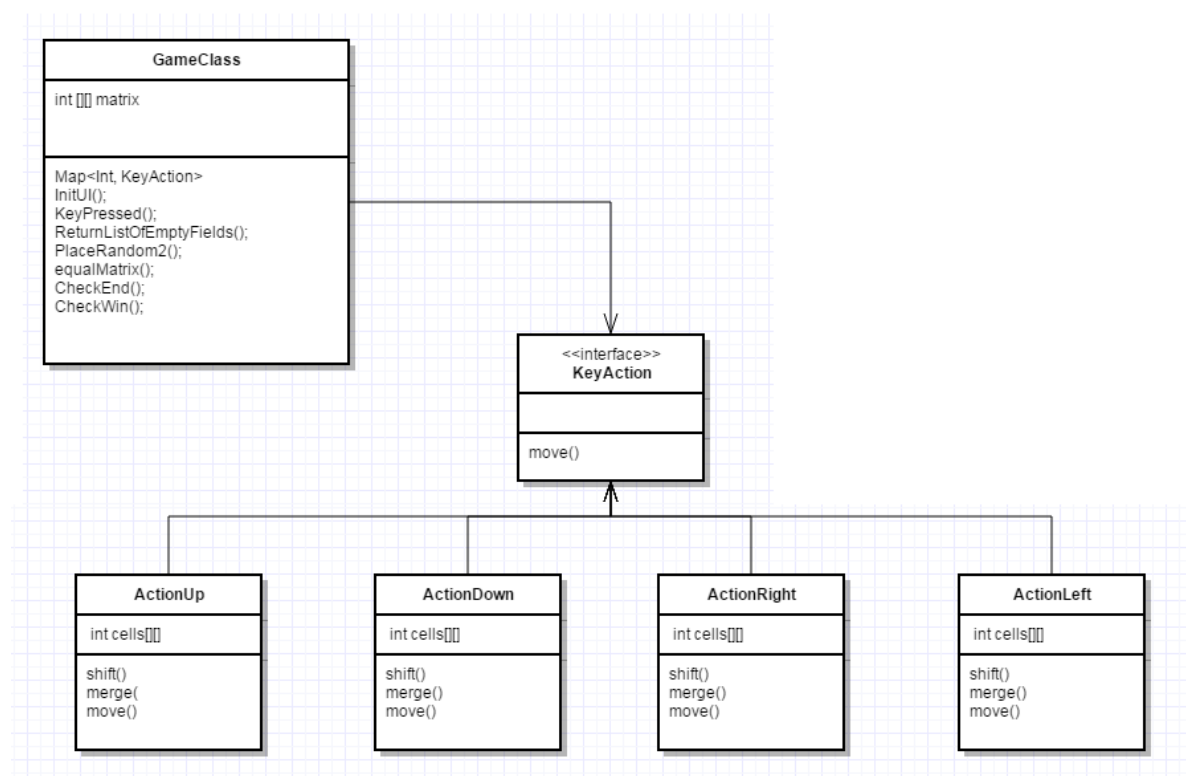 GameClass
int [][] matrix
Map<Int, KeyAction>
InitUI();
KeyPressed();
ReturnListOfEmptyFields();
PlaceRandom2();
equalMatrix();
CheckEnd();
CheckWin();
<<interface>>
KeyAction
move()
ActionUp
int cells[][]
shift()
merge(
move()
ActionDown
int cells[][]
shift()
merge()
move()
ActionRight
int cells[][]
shift()
merge()
move()
ActionLeft
int cells[][]
shift()
merge()
move()